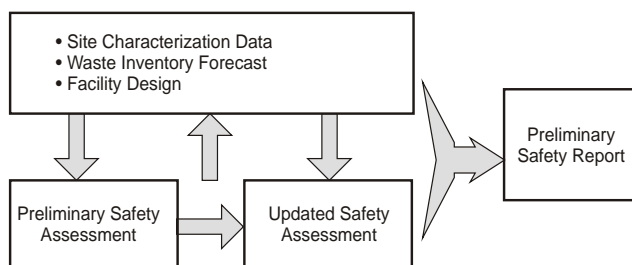 • Site Characterization Data
• Waste Inventory Forecast
• Facility Design
Preliminary Safety Report
Preliminary Safety
Assessment
Updated Safety
Assessment